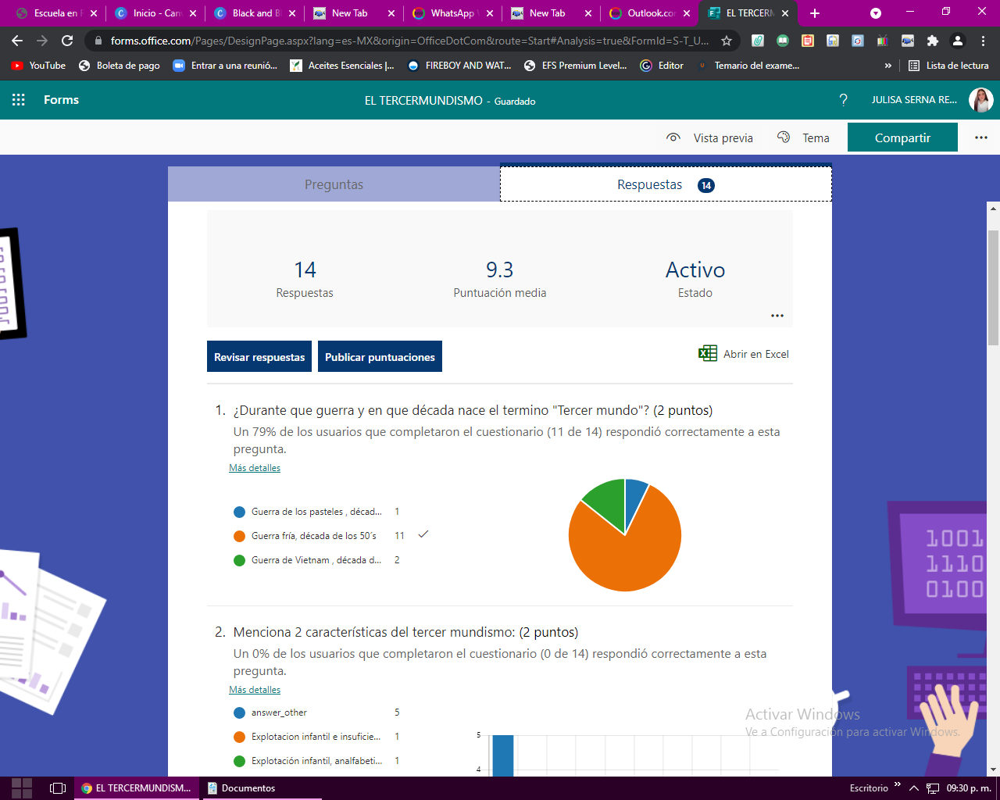 Escuela en F
Inicio - Can
Black and B
New Tab
WhatsApp
New Tab
Outlook.co
EL TERCERM
forms.office.com/Pages/DesignPage.aspx?lang=es-MX&origin=OfficeDotCom&route=Start#Analysis=true&FormId=S-T_U...
YouTube
Boleta de pago
Entrar a una reunió...
Aceites Esenciales |...
FIREBOY AND WAT...
EFS Premium Level...
Editor
Temario del exame...
»
Lista de lectura
Forms
EL TERCERMUNDISMO - Guardado
?
JULISA SERNA RE...
Vista previa
Tema
Compartir
Preguntas
Respuestas 14
14
Respuestas
9.3
Puntuación media
Activo
Estado
Revisar respuestas
Publicar puntuaciones
Abrir en Excel
1. ¿Durante que guerra y en que década nace el termino "Tercer mundo"? (2 puntos)
Un 79% de los usuarios que completaron el cuestionario (11 de 14) respondió correctamente a esta
pregunta.
Más detalles
Guerra de los pasteles , décad... 1
Guerra fría, década de los 50´s 11
Guerra de Vietnam , década d... 2
2. Menciona 2 características del tercer mundismo: (2 puntos)
Un 0% de los usuarios que completaron el cuestionario (0 de 14) respondió correctamente a esta
pregunta.
Más detalles
answer_other 5
Explotacion infantil e insuficie... 1
Explotación infantil, analfabeti... 1
5
4
1001
1110
0100
Activar Windows
Ve a Configuración para activar Windows.
EL TERCERMUNDISM...
Documentos
Escritorio »
09:30 p. m.